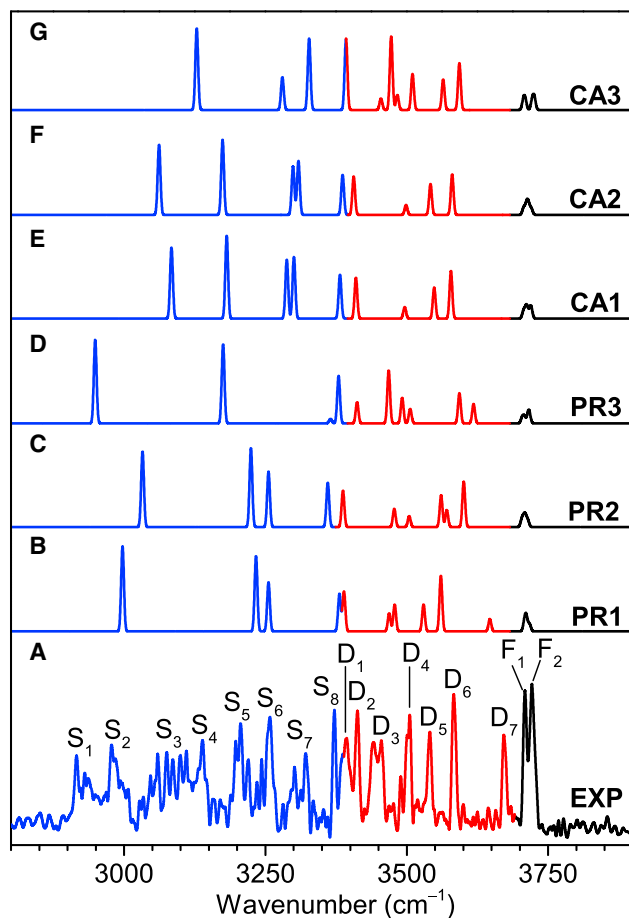 G
CA3
F
CA2
E
CA1
D
PR3
C
PR2
B
PR1
A
S₁ S₂ S₃ S₄ S₅ S₆ S₇ S₈ D₁ D₂ D₃ D₄ D₅ D₆ D₇ F₁ F₂
EXP
3000 3250 3500 3750
Wavenumber (cm⁻¹)